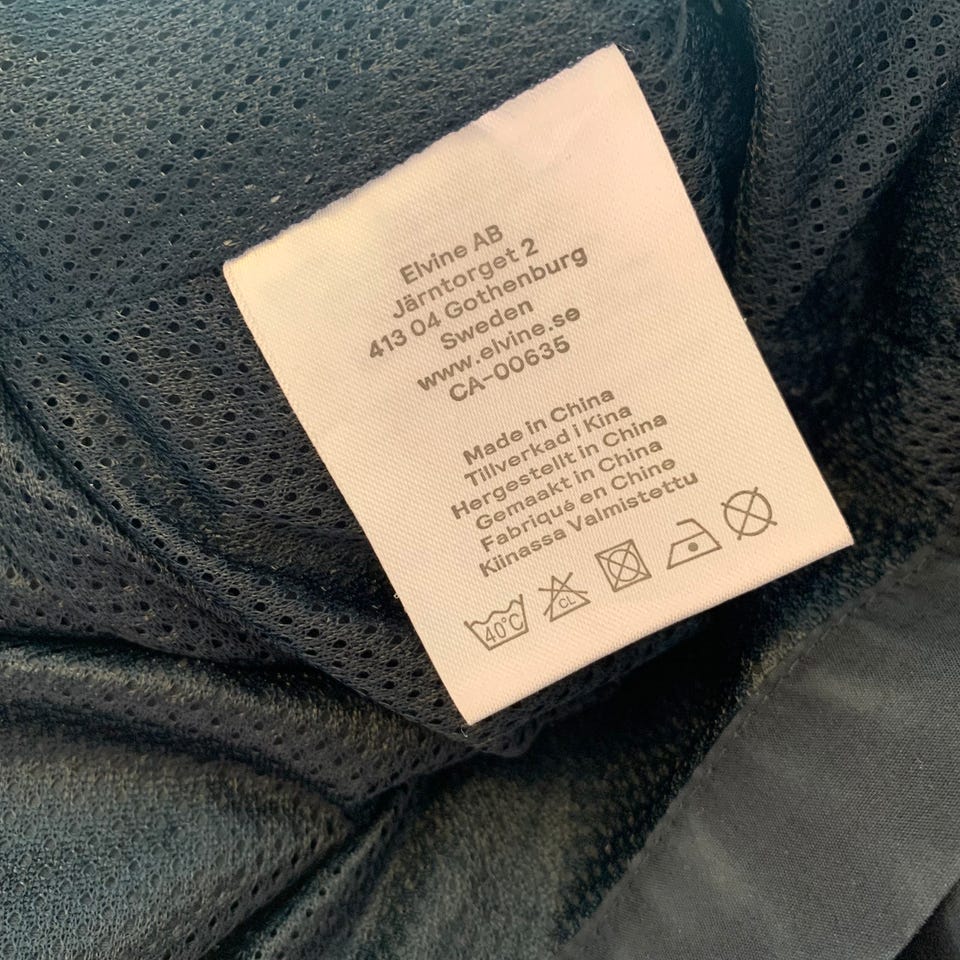 Elvine AB
Järntorget 2
413 04 Gothenburg
Sweden
www.elvine.se
CA-00635
Made in China
Tillverkad i Kina
Hergestellt in China
Gemaakt in China
Fabriqué en Chine
Kiinassa Valmistettu
40°C CL